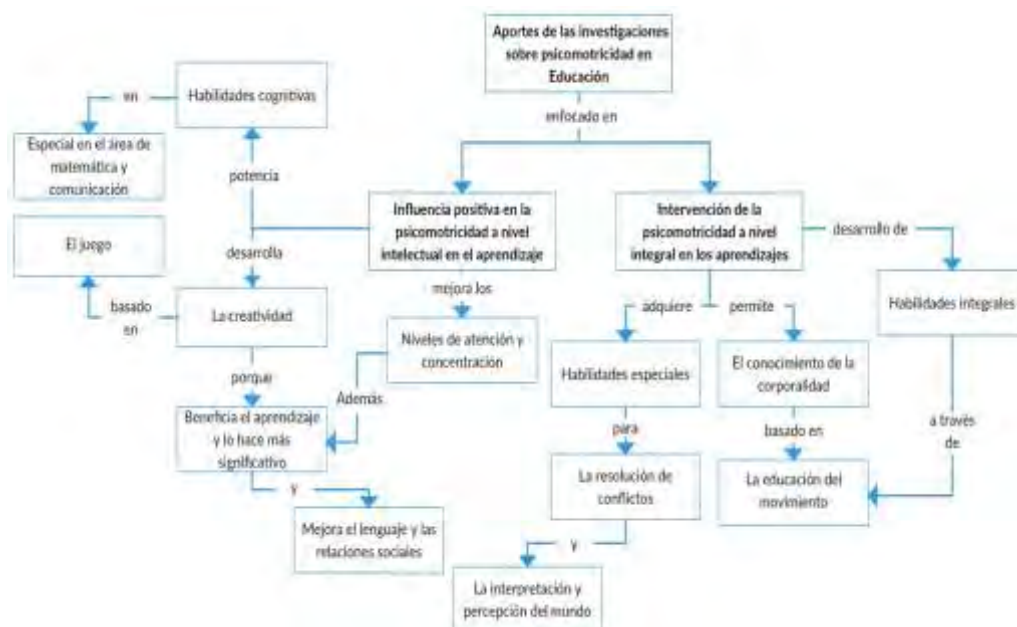 Aportes de las investigaciones
sobre psicomotricidad en
Educación
enfocado en
Habilidades cognitivas
en
Especial en el área de
matemática y
comunicación
potencia
Influencia positiva en la
psicomotricidad a nivel
intelectual en el aprendizaje
Intervención de la
psicomotricidad a nivel
integral en los aprendizajes
desarrollo de
El juego
desarrolla
mejora los
basado
en
La creatividad
Niveles de atención y
concentración
adquiere
permite
Habilidades integrales
Habilidades especiales
El conocimiento de la
corporalidad
porque
Además
Beneficia el aprendizaje
y lo hace más
significativo
para
basado en
a través
de
La resolución de
conflictos
La educación del
movimiento
y
Mejora el lenguaje y las
relaciones sociales
y
La interpretación y
percepción del mundo